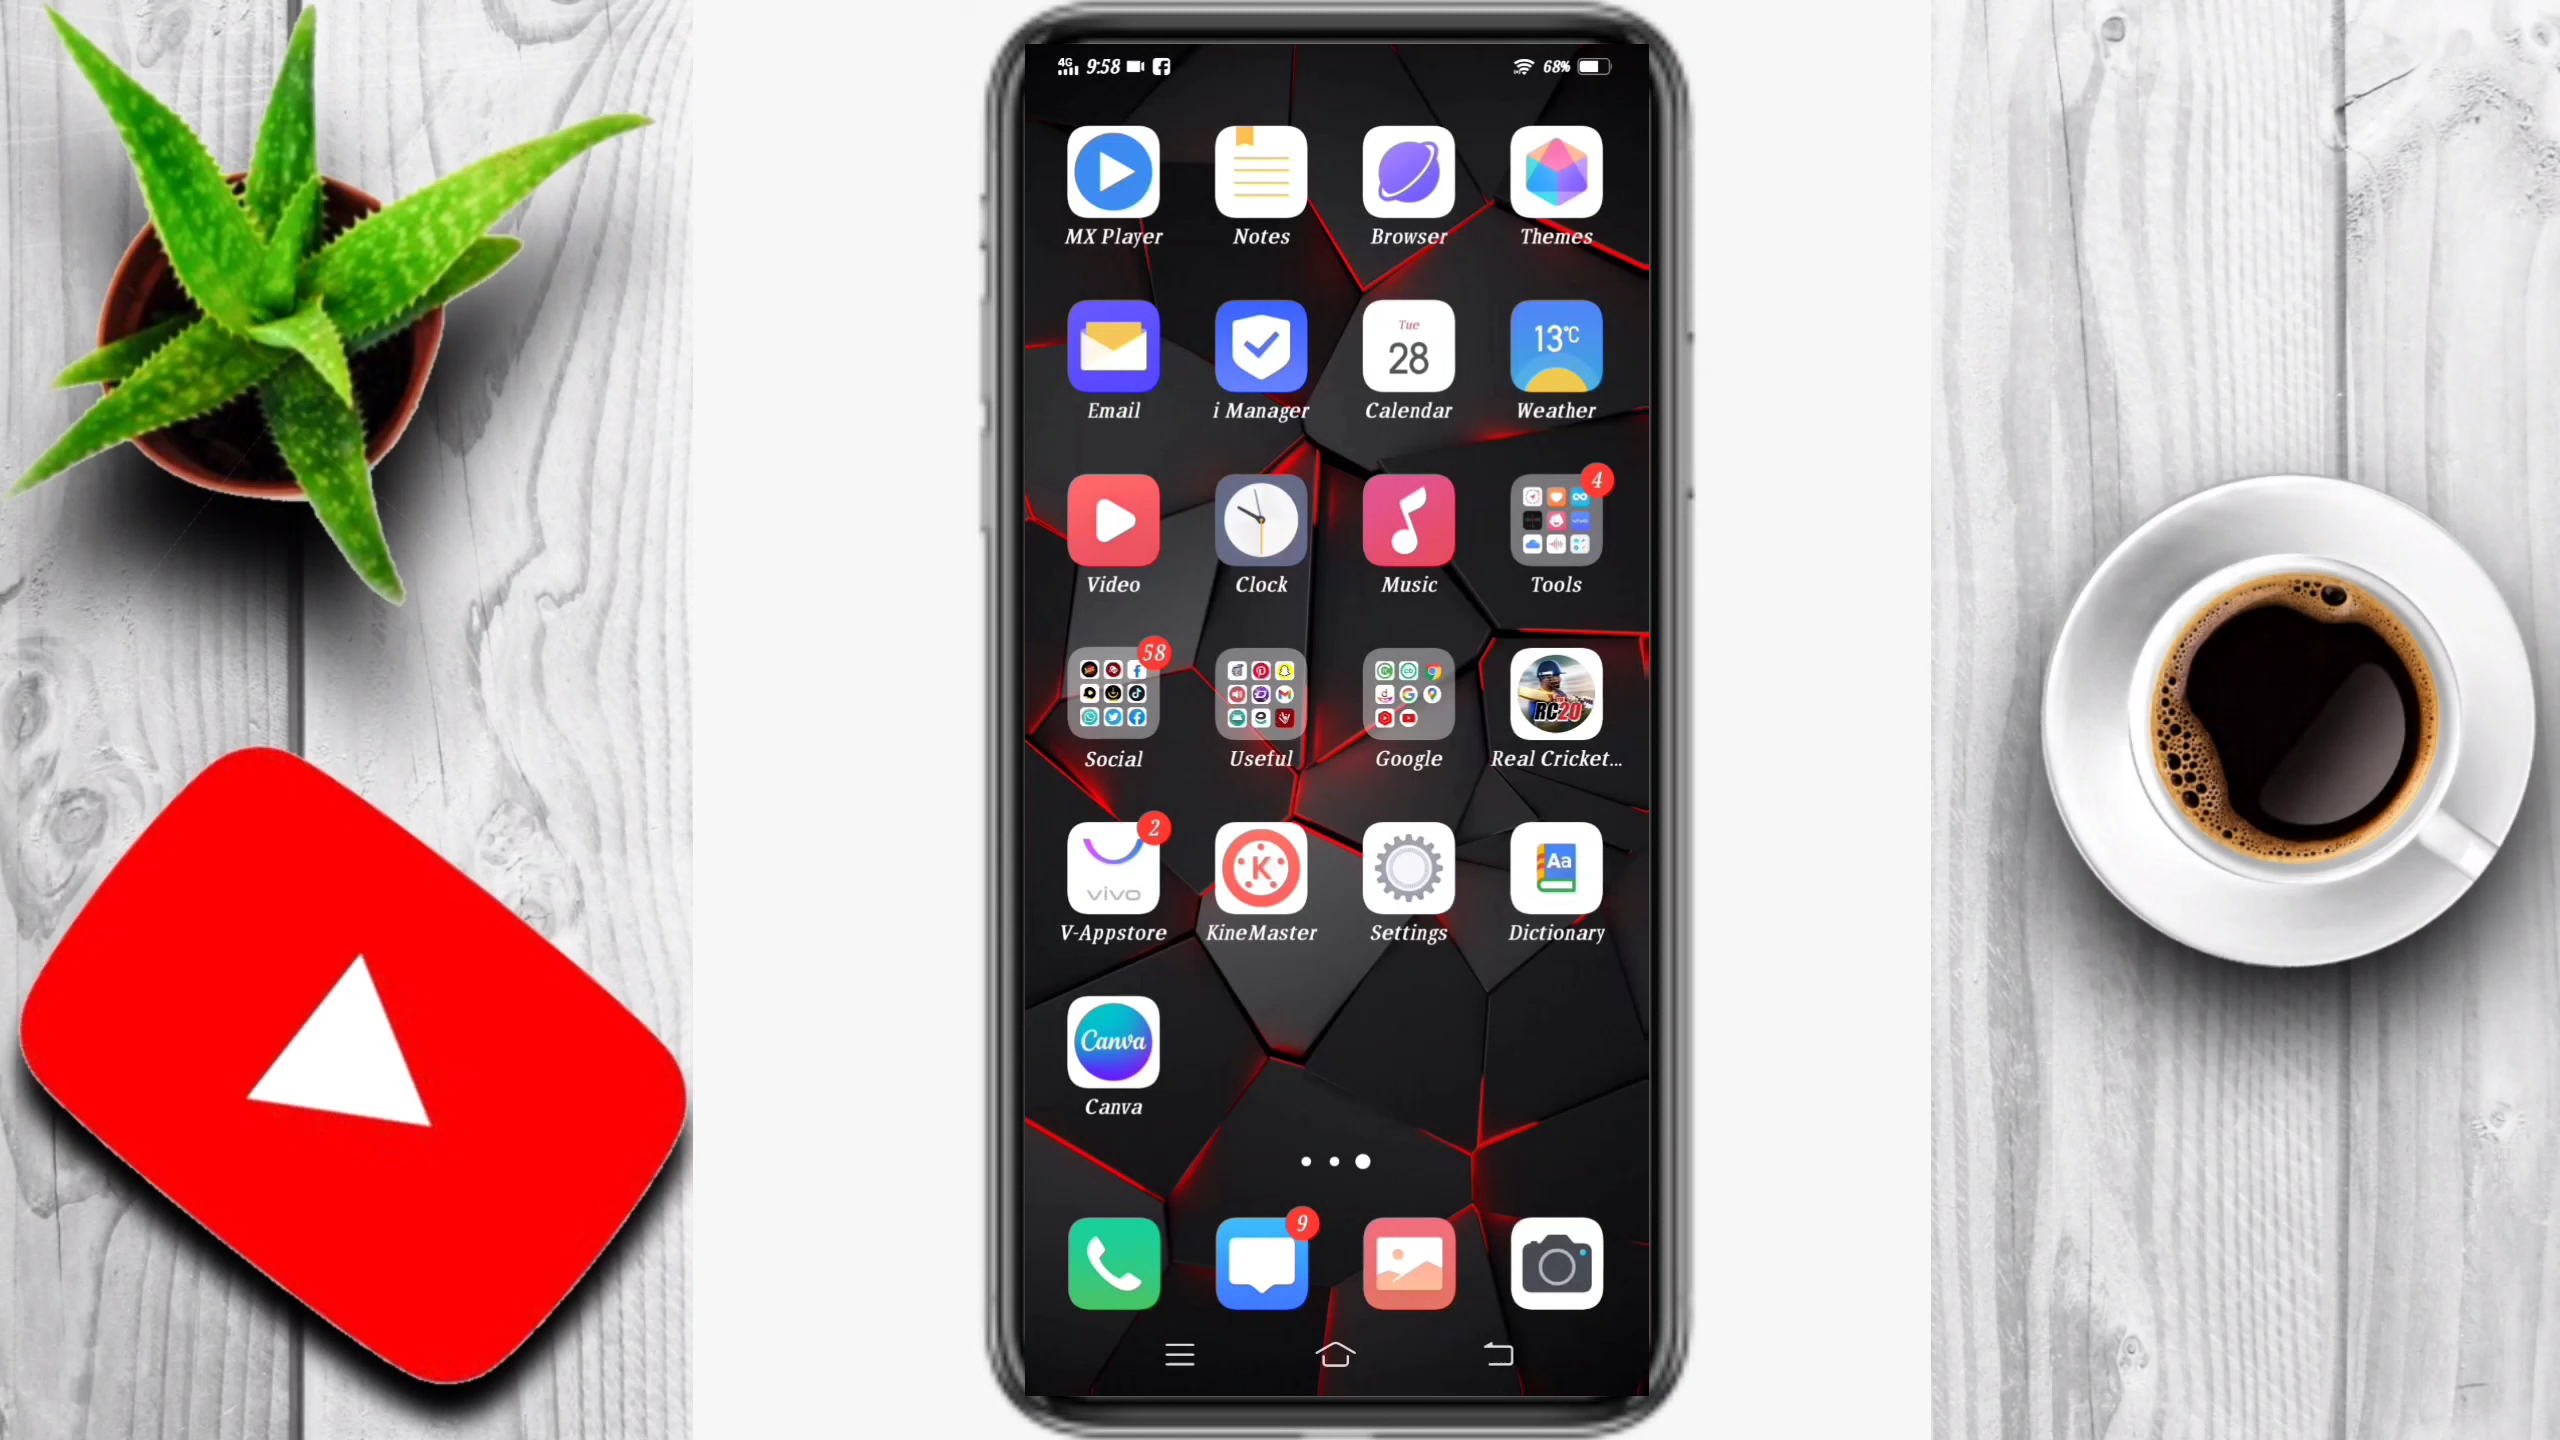 4G 9:58 68%
MX Player Notes Browser Themes
Tue
28
13°C
Email i Manager Calendar Weather
4
Video Clock Music Tools
58
RC20
Social Useful Google Real Cricket...
2
vivo K Aa
V-Appstore KineMaster Settings Dictionary
Canva
Canva
9